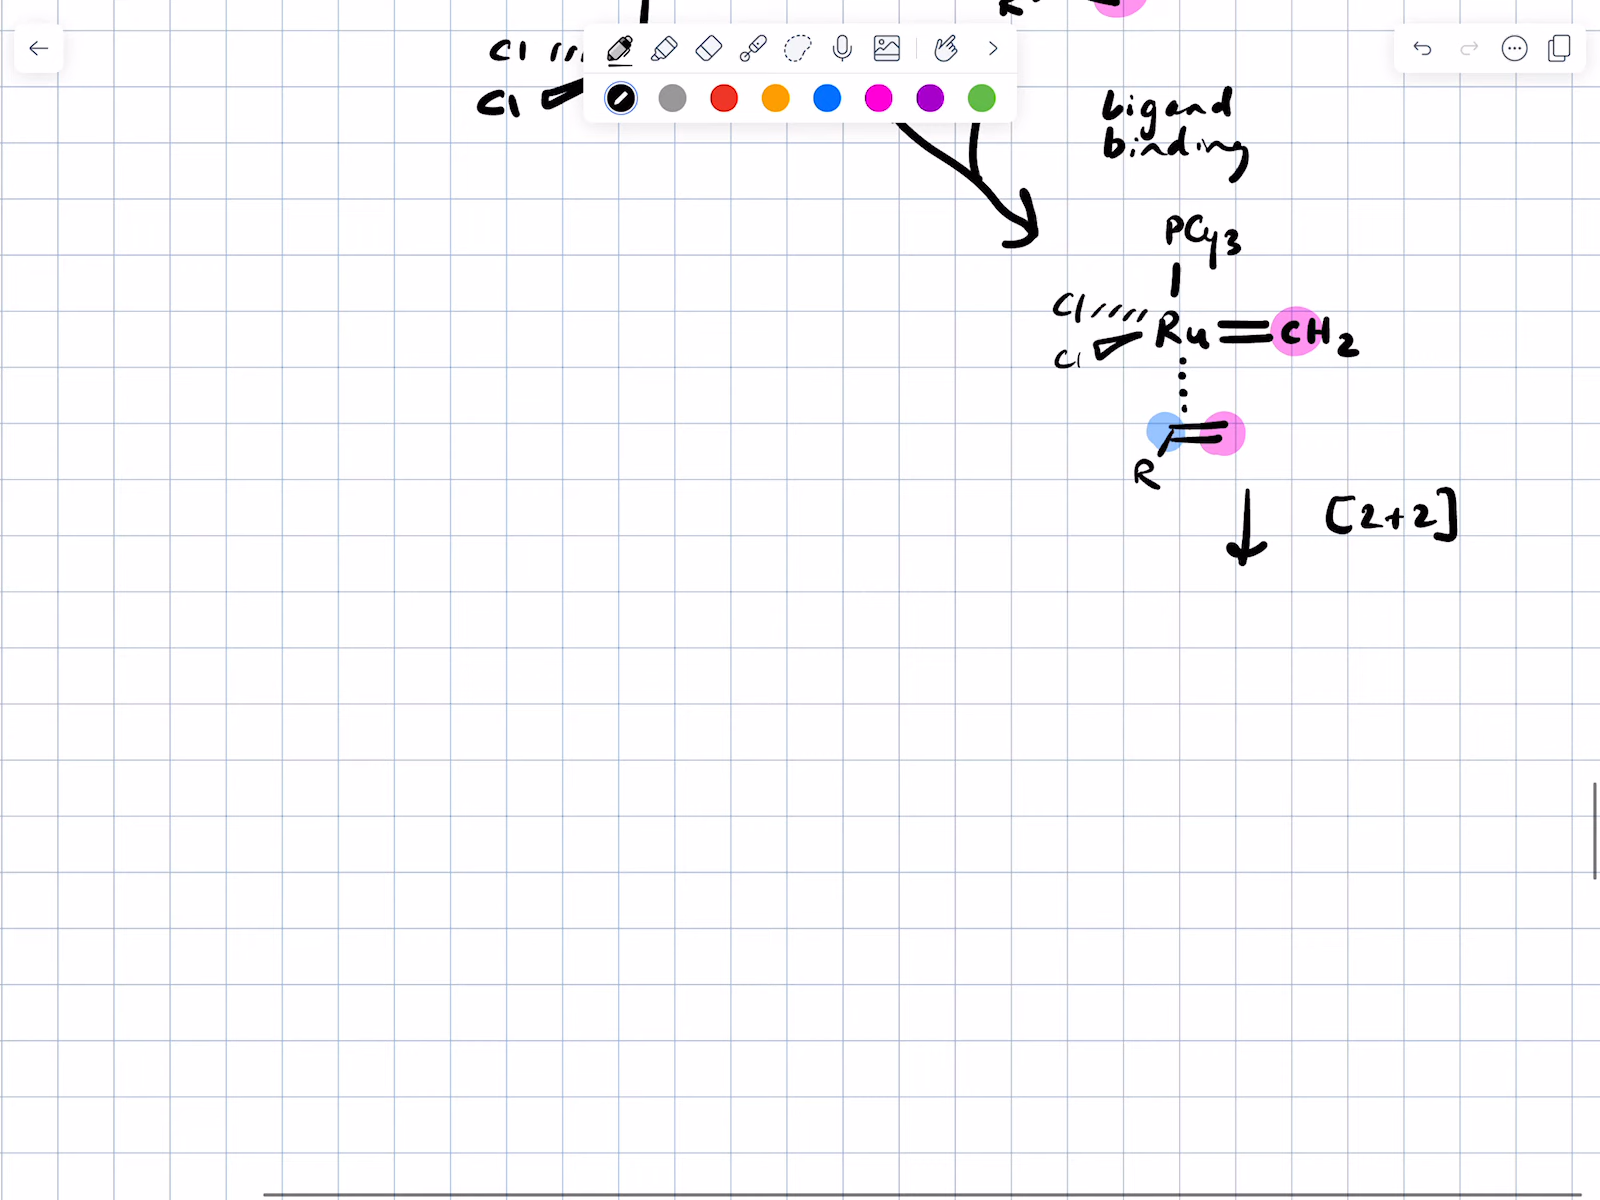 R
Cl
Cl
Ligand
binding
PCy3
Cl
Ru
CH2
Cl
R
[2+2]